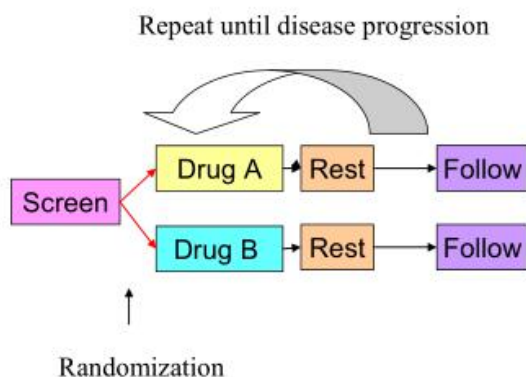 Repeat until disease progression
Drug A
Rest
Follow
Screen
Drug B
Rest
Follow
Randomization